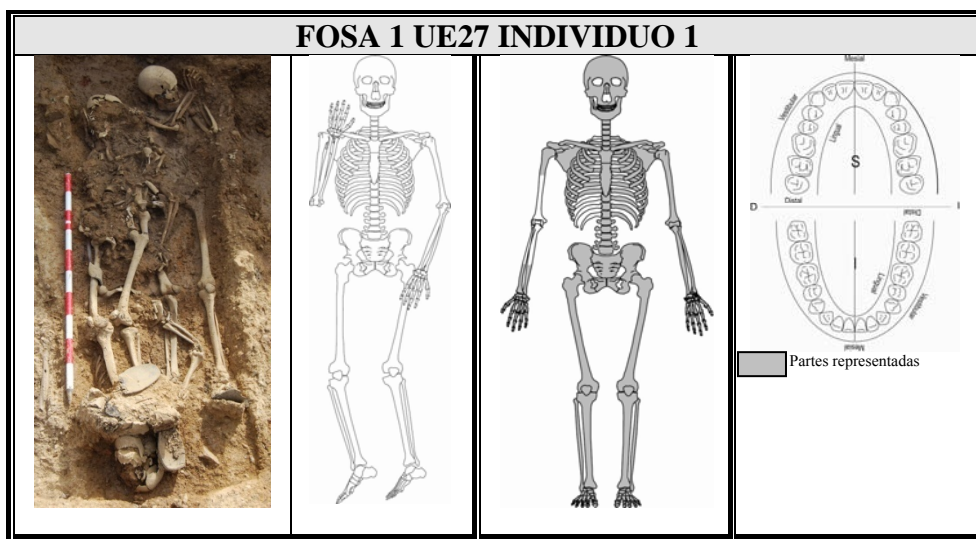 FOSA 1 UE27 INDIVIDUO 1
Mesial
Vestibular
Lingual
S
Distal
D
I
Distal
I
Lingual
Vestibular
Mesial
Partes representadas